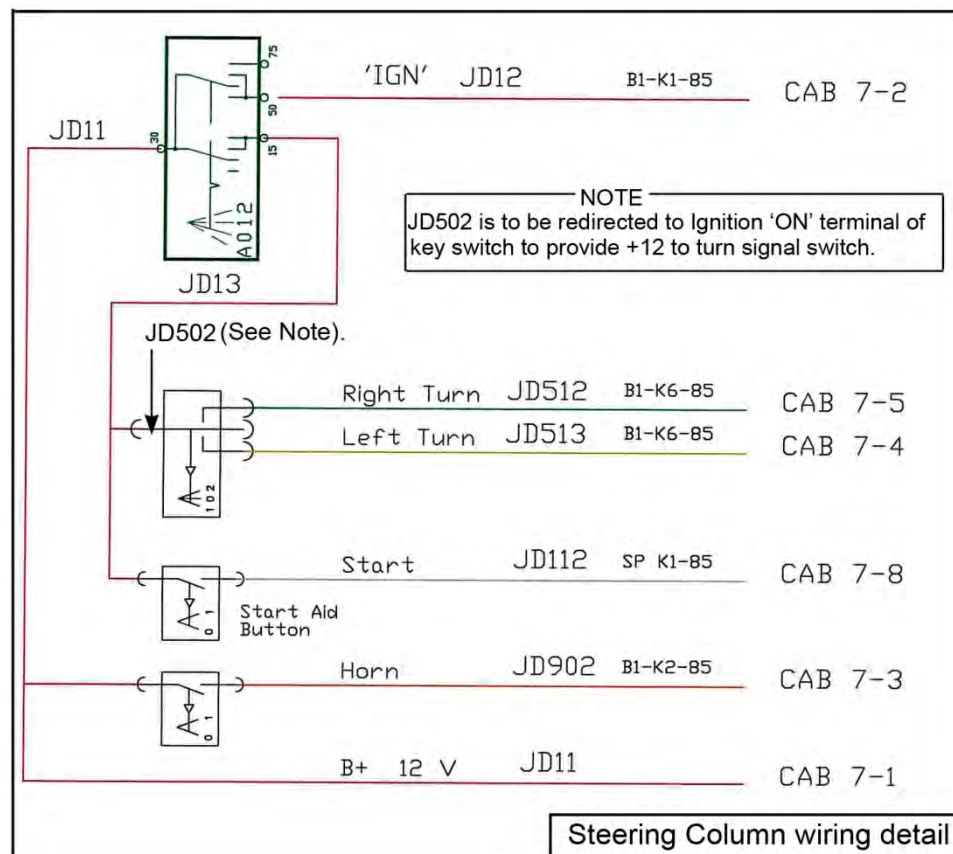 75
'IGN' JD12 B1-K1-85 CAB 7-2
50
JD11
30
15
A012
NOTE
JD502 is to be redirected to Ignition 'ON' terminal of
key switch to provide +12 to turn signal switch.
JD13
JD502 (See Note).
Right Turn JD512 B1-K6-85 CAB 7-5
Left Turn JD513 B1-K6-85 CAB 7-4
102
Start JD112 SP K1-85 CAB 7-8
Start Aid
Button
0 1
Horn JD902 B1-K2-85 CAB 7-3
0 1
B+ 12 V JD11 CAB 7-1
Steering Column wiring detail